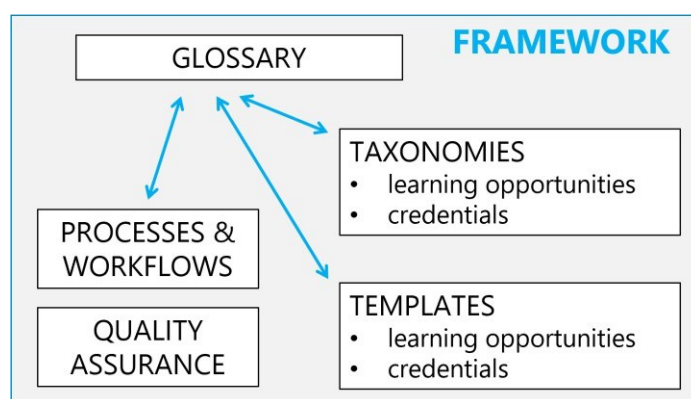 FRAMEWORK
GLOSSARY
TAXONOMIES
• learning opportunities
• credentials
PROCESSES &
WORKFLOWS
TEMPLATES
• learning opportunities
• credentials
QUALITY
ASSURANCE